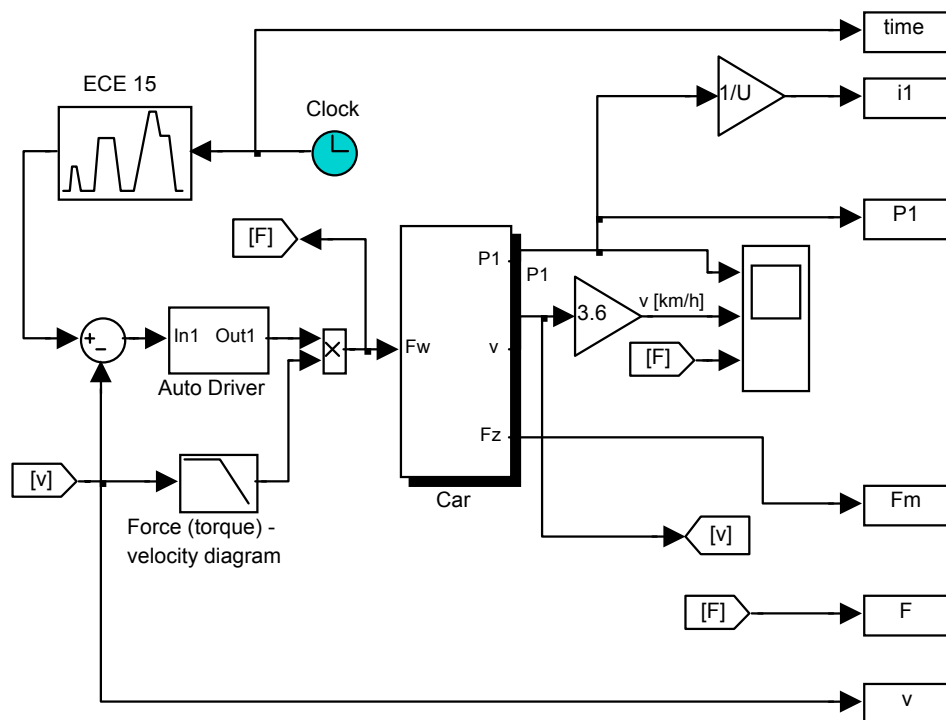 time
ECE 15
1/U
i1
Clock
P1
[F]
P1
P1
3.6
v [km/h]
+
−
In1 Out1
×
Fw
v
[F]
Auto Driver
Fz
[v]
Car
Fm
Force (torque) -
velocity diagram
[v]
[F]
F
v